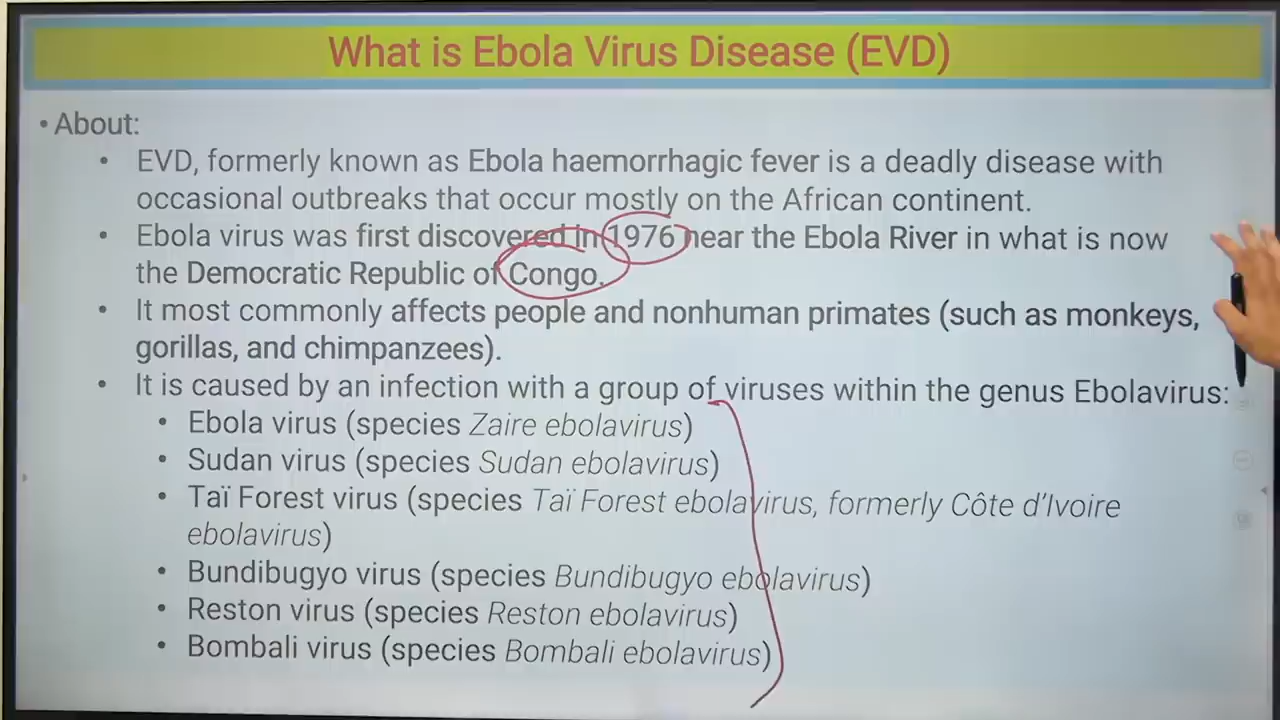 What is Ebola Virus Disease (EVD)
• About:
• EVD, formerly known as Ebola haemorrhagic fever is a deadly disease with
occasional outbreaks that occur mostly on the African continent.
• Ebola virus was first discovered in 1976 near the Ebola River in what is now
the Democratic Republic of Congo.
• It most commonly affects people and nonhuman primates (such as monkeys,
gorillas, and chimpanzees).
• It is caused by an infection with a group of viruses within the genus Ebolavirus:
• Ebola virus (species Zaire ebolavirus)
• Sudan virus (species Sudan ebolavirus)
• Taï Forest virus (species Taï Forest ebolavirus, formerly Côte d’Ivoire
ebolavirus)
• Bundibugyo virus (species Bundibugyo ebolavirus)
• Reston virus (species Reston ebolavirus)
• Bombali virus (species Bombali ebolavirus)